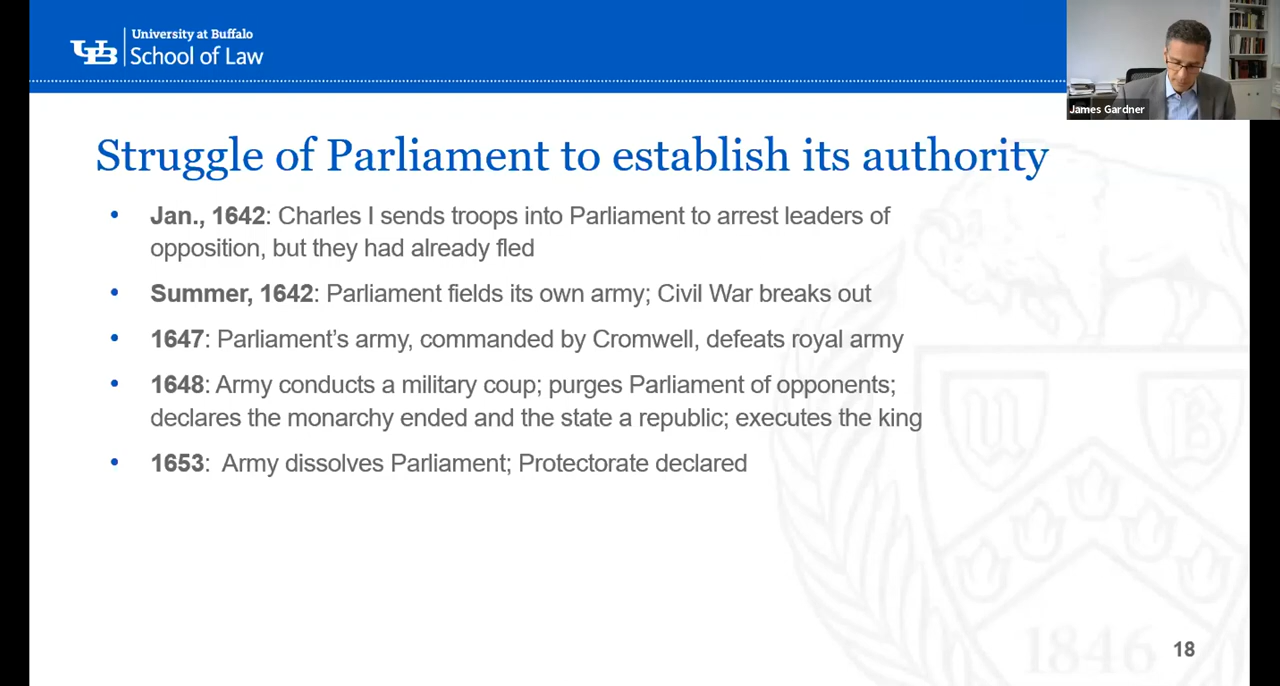 University at Buffalo
UB School of Law
James Gardner
Struggle of Parliament to establish its authority
• Jan., 1642: Charles I sends troops into Parliament to arrest leaders of
opposition, but they had already fled
• Summer, 1642: Parliament fields its own army; Civil War breaks out
• 1647: Parliament’s army, commanded by Cromwell, defeats royal army
• 1648: Army conducts a military coup; purges Parliament of opponents;
declares the monarchy ended and the state a republic; executes the king
• 1653: Army dissolves Parliament; Protectorate declared
U B
1846
18